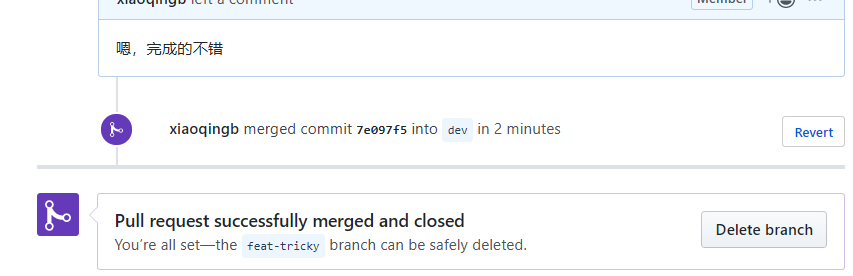 xiaoqingb left a comment Member
嗯，完成的不错
xiaoqingb merged commit 7e097f5 into dev in 2 minutes
Revert
Pull request successfully merged and closed
You’re all set—the feat-tricky branch can be safely deleted.
Delete branch